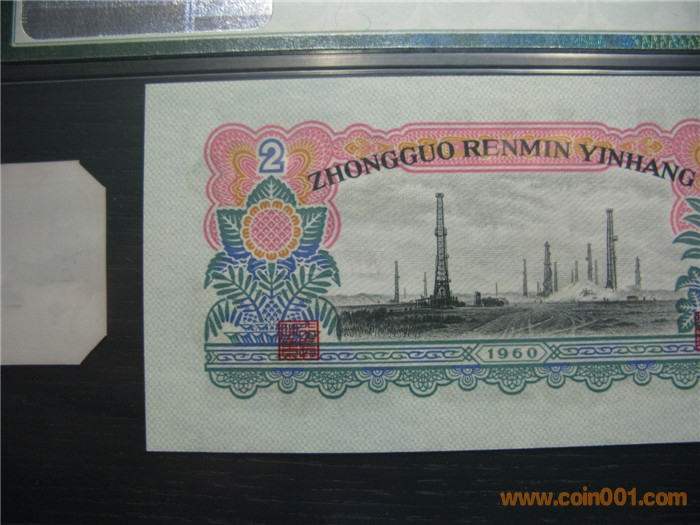 2
ZHONGGUO RENMIN YINHANG
1960
www.coin001.com